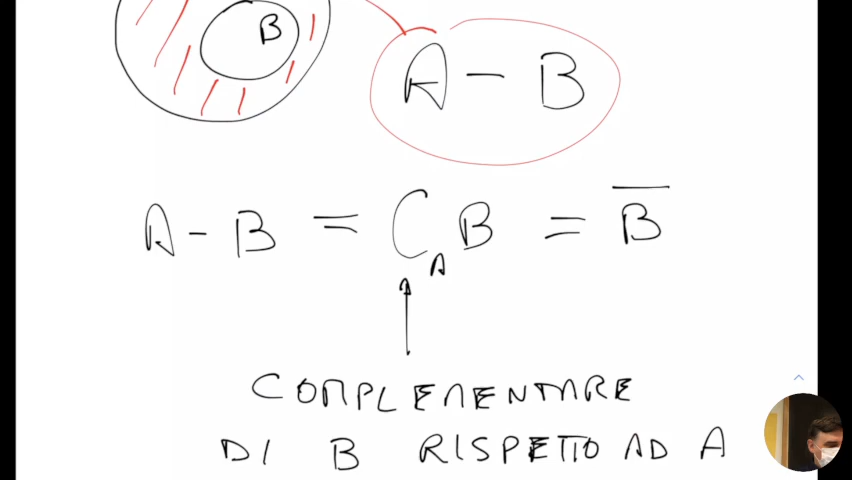 B
A - B
A - B = C_A B = B̅
COMPLEMENTARE
DI B RISPETTO AD A